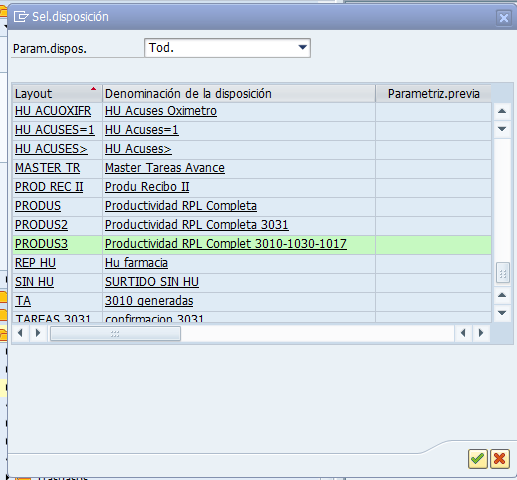 Sel.disposición
Param.dispos. Tod.
Layout Denominación de la disposición Parametriz.previa
HU ACUOXIFR HU Acuses Oximetro
HU ACUSES=1 HU Acuses=1
HU ACUSES> HU Acuses>
MASTER TR Master Tareas Avance
PROD REC II Produ Recibo II
PRODUS Productividad RPL Completa
PRODUS2 Productividad RPL Completa 3031
PRODUS3 Productividad RPL Complet 3010-1030-1017
REP HU Hu farmacia
SIN HU SURTIDO SIN HU
TA 3010 generadas
TAREAS 3031 confirmacion 3031